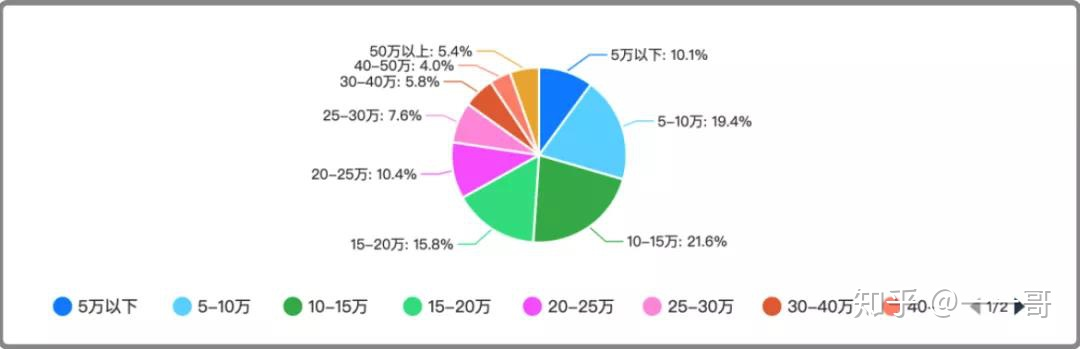 50万以上: 5.4%
5万以下: 10.1%
40-50万: 4.0%
30-40万: 5.8%
25-30万: 7.6%
5-10万: 19.4%
20-25万: 10.4%
15-20万: 15.8%
10-15万: 21.6%
5万以下 5-10万 10-15万 15-20万 20-25万 25-30万 30-40万 40- 1/2
知乎 @一一哥